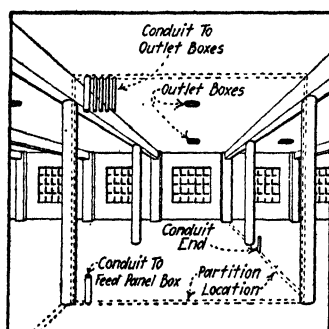 Conduit To
Outlet Boxes
Outlet Boxes
Conduit
End
Conduit To
Feed Panel Box
Partition
Location